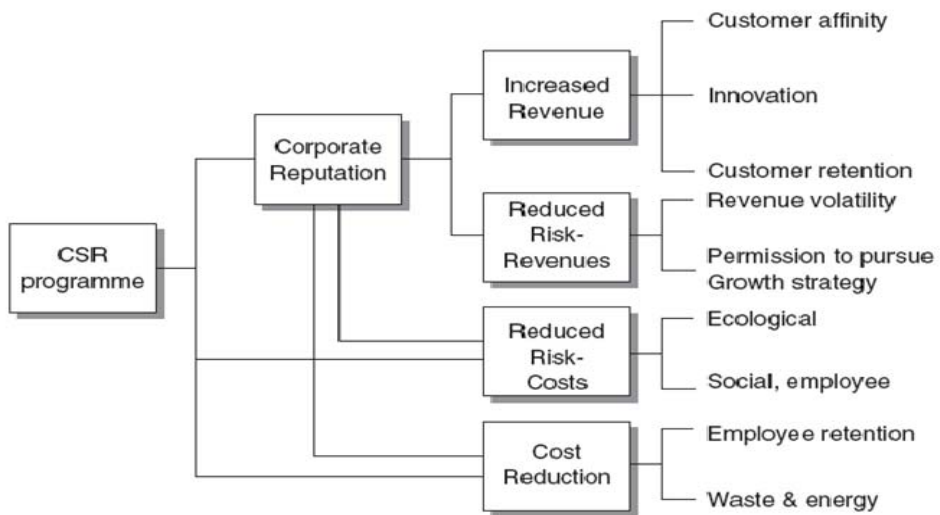 CSR
programme
Corporate
Reputation
Increased
Revenue
Reduced
Risk-
Revenues
Reduced
Risk-
Costs
Cost
Reduction
Customer affinity
Innovation
Customer retention
Revenue volatility
Permission to pursue
Growth strategy
Ecological
Social, employee
Employee retention
Waste & energy